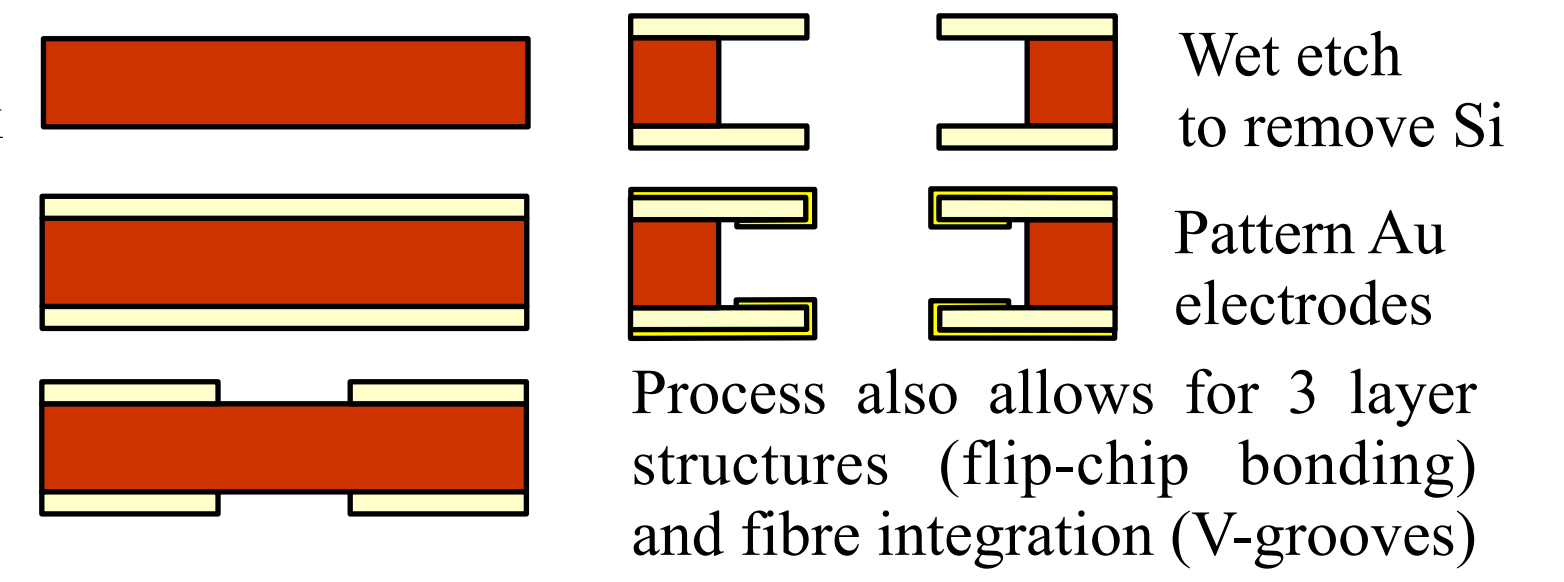 Wet etch
to remove Si
Pattern Au
electrodes
Process also allows for 3 layer
structures (flip-chip bonding)
and fibre integration (V-grooves)